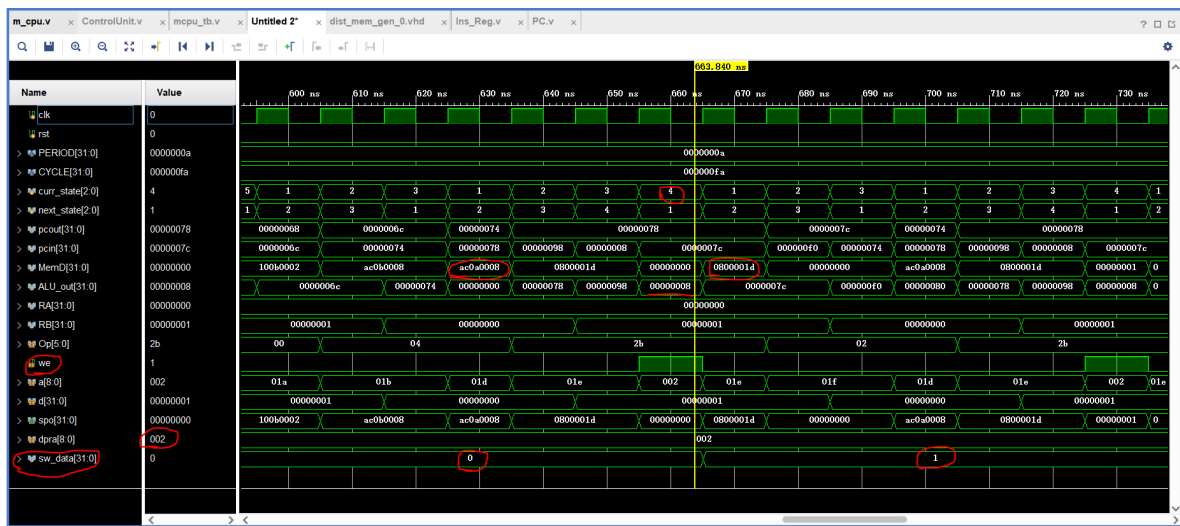 m_cpu.v × ControlUnit.v × mcpu_tb.v × Untitled 2* × dist_mem_gen_0.vhd × Ins_Reg.v × PC.v × ?
663.840 ns
Name Value 600 ns 610 ns 620 ns 630 ns 640 ns 650 ns 660 670 ns 680 ns 690 ns 700 ns 710 ns 720 ns 730 ns
clk 0
rst 0
> PERIOD[31:0] 0000000a 0000000a
> CYCLE[31:0] 000000fa 000000fa
> curr_state[2:0] 4 5 1 2 3 1 2 3 4 1 2 3 1 2 3 4 1
> next_state[2:0] 1 1 2 3 1 2 3 4 1 2 3 1 2 3 4 1 2
> pcout[31:0] 00000078 00000068 0000006c 00000074 00000078 0000007c 00000074 00000078
> pcin[31:0] 0000007c 0000006c 00000074 00000078 00000098 00000008 0000007c 000000f0 00000074 00000078 00000098 00000008 0000007c
> MemD[31:0] 00000000 100b0002 ac0b0008 ac0a0008 0800001d 00000000 0800001d 00000000 ac0a0008 0800001d 00000001 0
> ALU_out[31:0] 00000008 0000006c 00000074 00000000 00000078 00000098 00000008 0000007c 000000f0 00000080 00000078 00000098 00000008 0
> RA[31:0] 00000000 00000000
> RB[31:0] 00000001 00000001 00000000 00000001 00000000 00000001
> Op[5:0] 2b 00 04 2b 02 2b
we 1
> a[8:0] 002 01a 01b 01d 01e 002 01e 01f 01d 01e 002 01e
> d[31:0] 00000001 00000001 00000000 00000001 00000000 00000001
> spo[31:0] 00000000 100b0002 ac0b0008 ac0a0008 0800001d 00000000 0800001d 00000000 ac0a0008 0800001d 00000001 0
> dpra[8:0] 002 002
> sw_data[31:0] 0 0 1